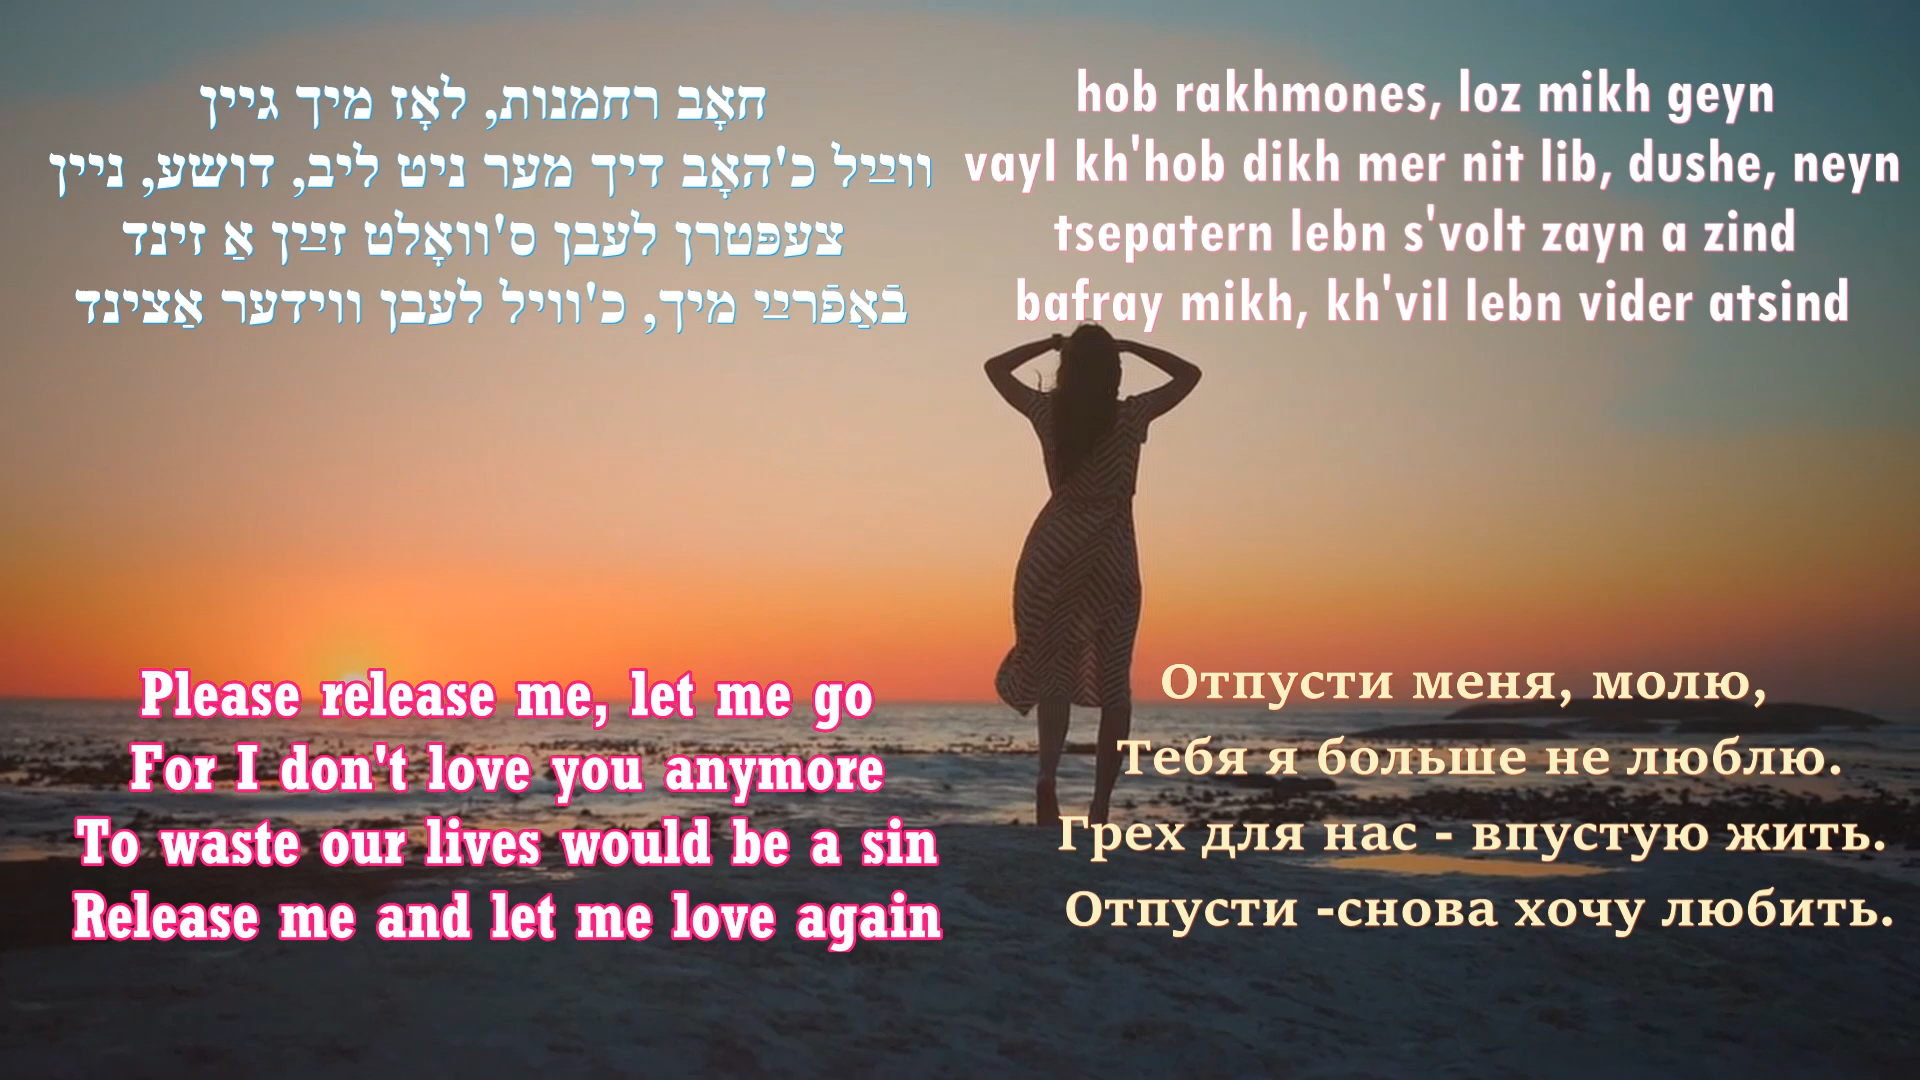 חאָב רחמנות, לאָז מיך גיין
ווײַל כ'האָב דיך מער ניט ליב, דושע, ניין
צעפּטרן לעבן ס'וואָלט זײַן אַ זינד
באַפֿרײַ מיך, כ'וויל לעבן ווידער אַצינד
hob rakhmones, loz mikh geyn
vayl kh'hob dikh mer nit lib, dushe, neyn
tsepatern lebn s'volt zayn a zind
bafray mikh, kh'vil lebn vider atsind
Please release me, let me go
For I don't love you anymore
To waste our lives would be a sin
Release me and let me love again
Отпусти меня, молю,
Тебя я больше не люблю.
Грех для нас - впустую жить.
Отпусти -снова хочу любить.